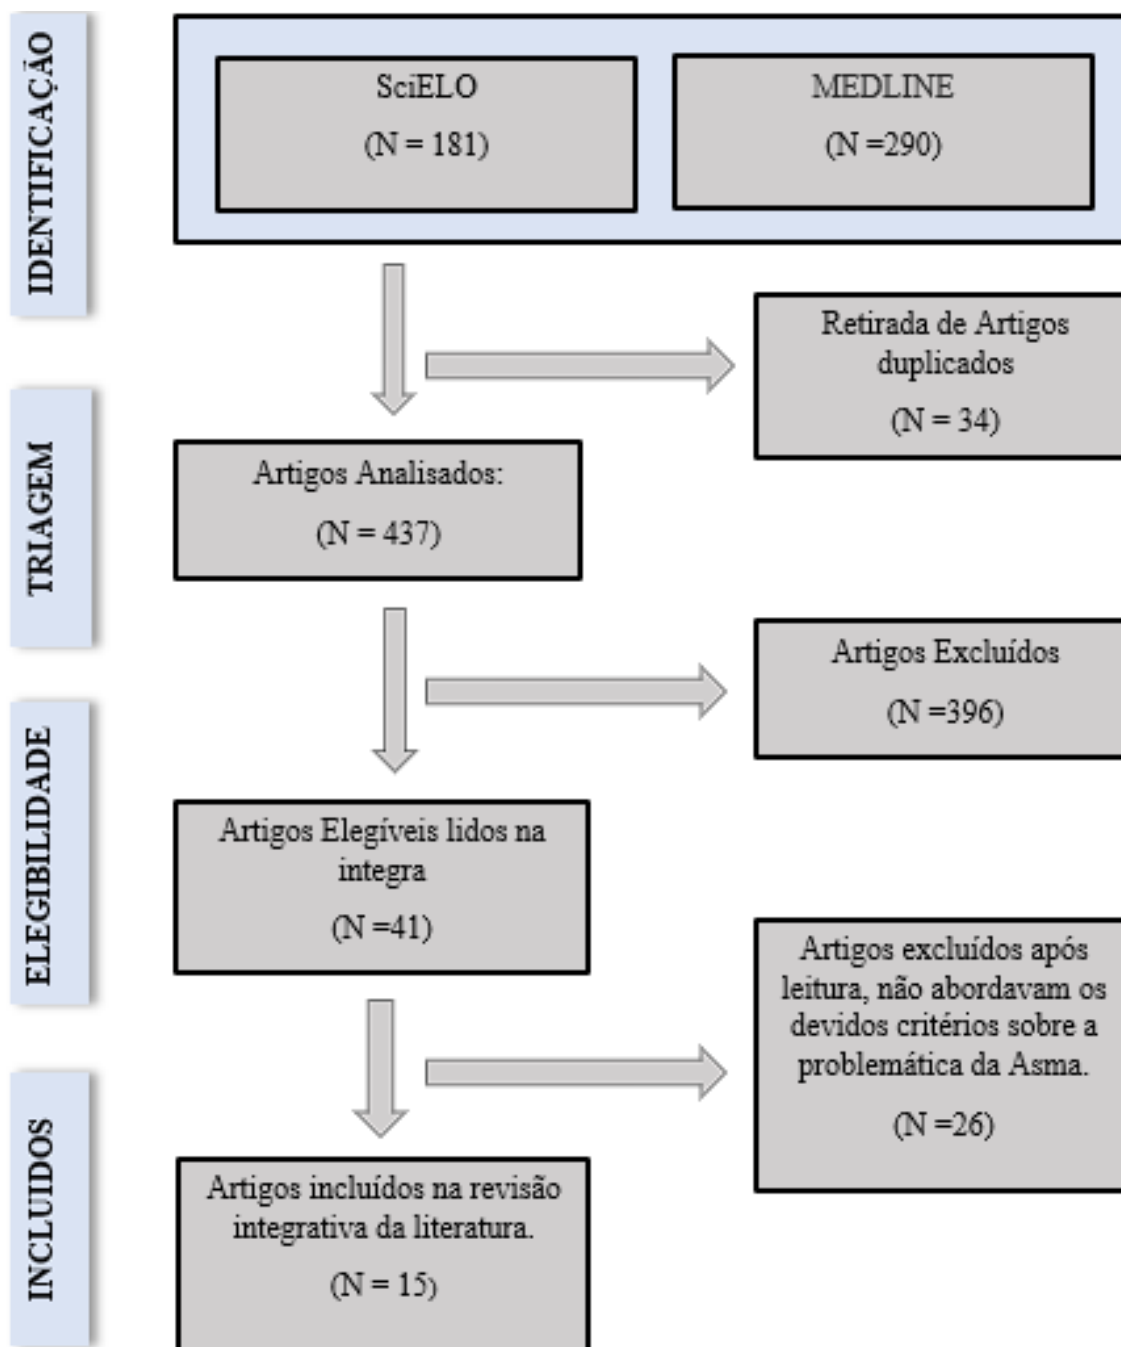 IDENTIFICAÇÃO
SciELO
(N = 181)
MEDLINE
(N =290)
Retirada de Artigos
duplicados
(N = 34)
TRIAGEM
Artigos Analisados:
(N = 437)
Artigos Excluídos
(N =396)
ELEGIBILIDADE
Artigos Elegíveis lidos na
integra
(N =41)
Artigos excluídos após
leitura, não abordavam os
devidos critérios sobre a
problemática da Asma.
(N =26)
INCLUIDOS
Artigos incluídos na revisão
integrativa da literatura.
(N = 15)